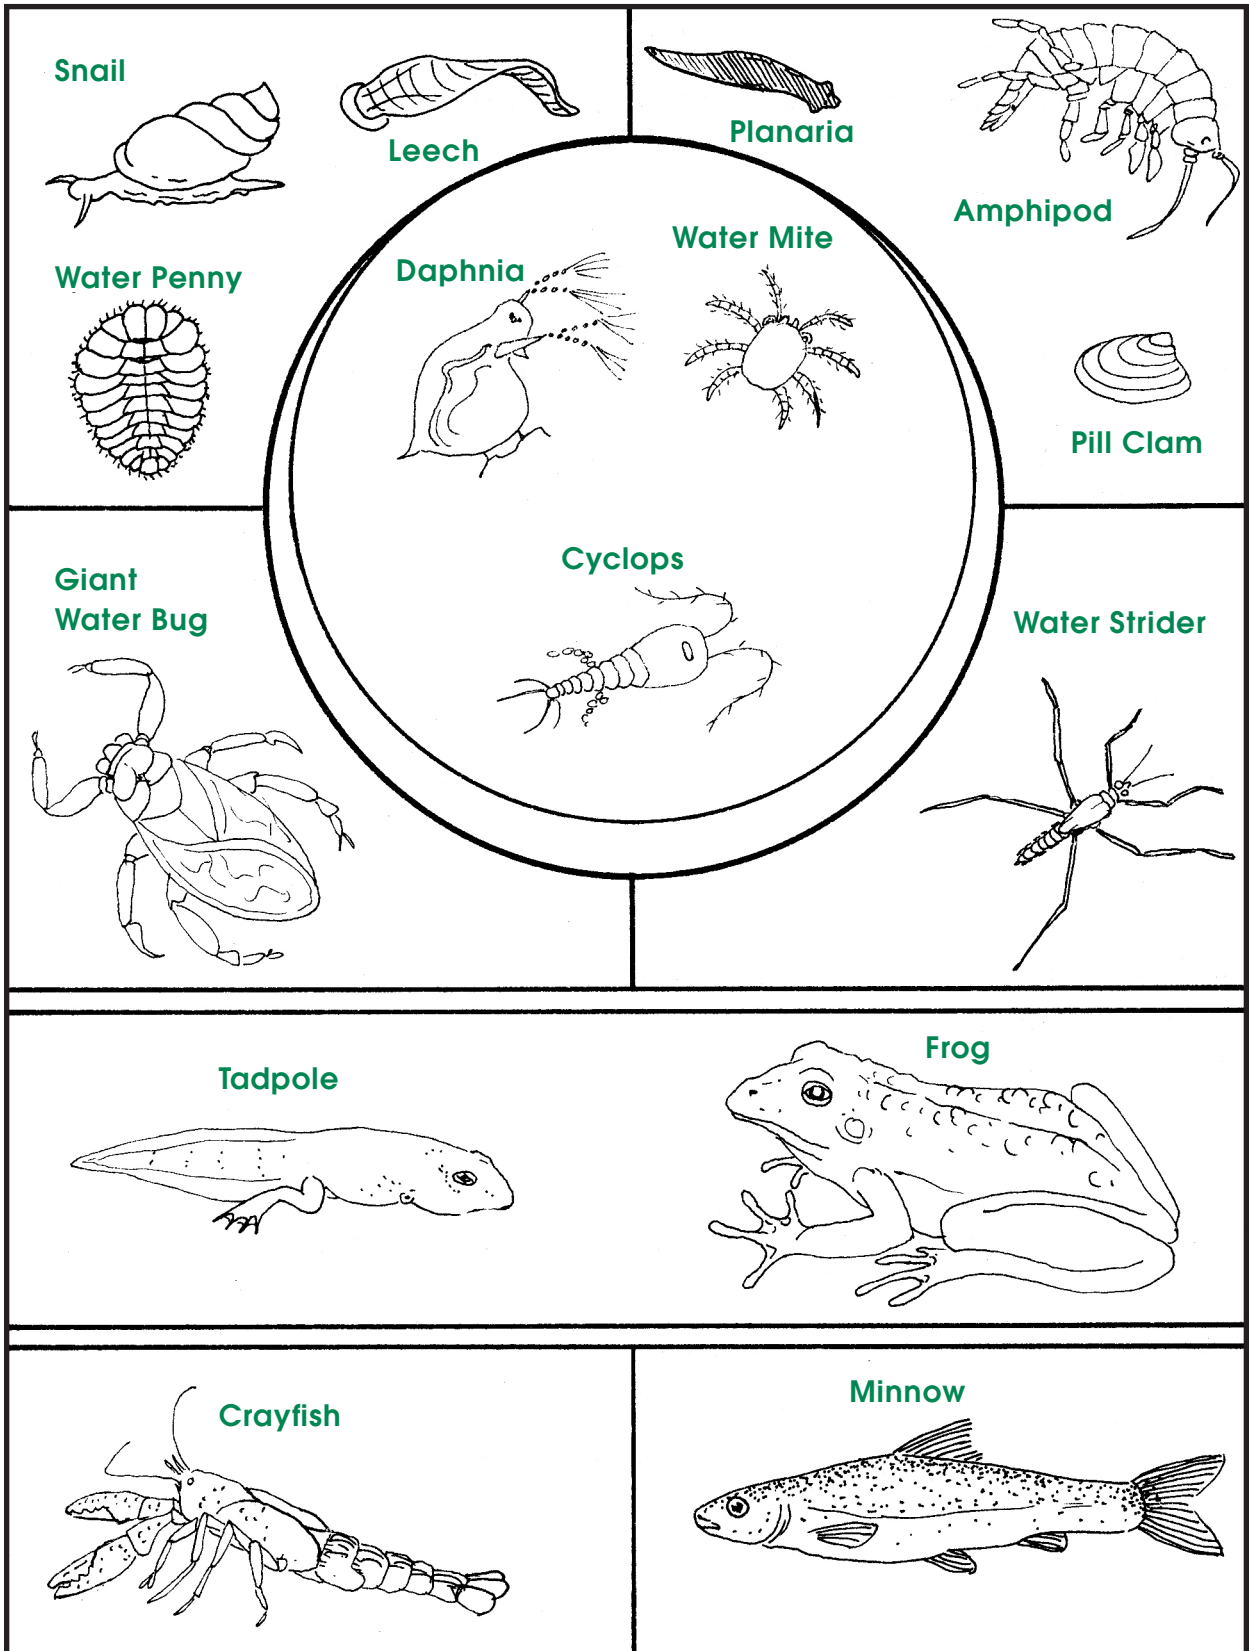 Snail
Leech
Planaria
Amphipod
Water Penny
Daphnia
Water Mite
Pill Clam
Cyclops
Giant
Water Bug
Water Strider
Tadpole
Frog
Crayfish
Minnow